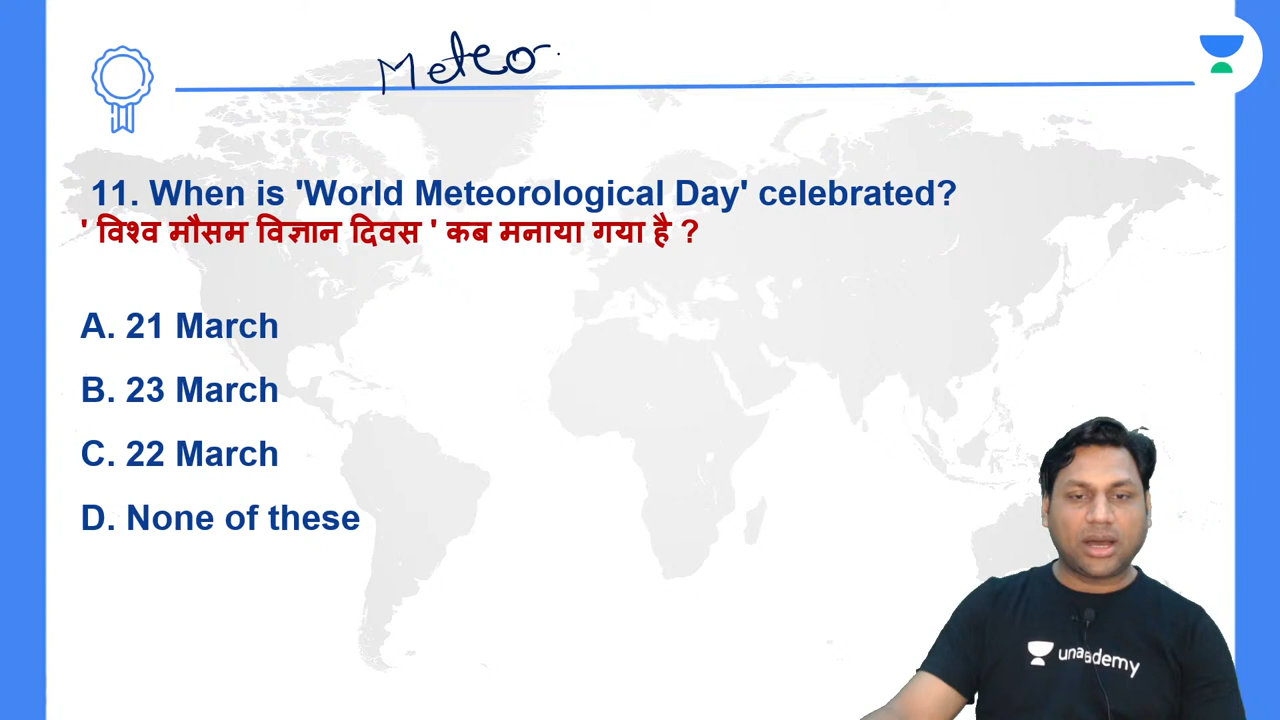 Meteo
11. When is 'World Meteorological Day' celebrated?
' विश्व मौसम विज्ञान दिवस ' कब मनाया गया है ?
A. 21 March
B. 23 March
C. 22 March
D. None of these
unacademy